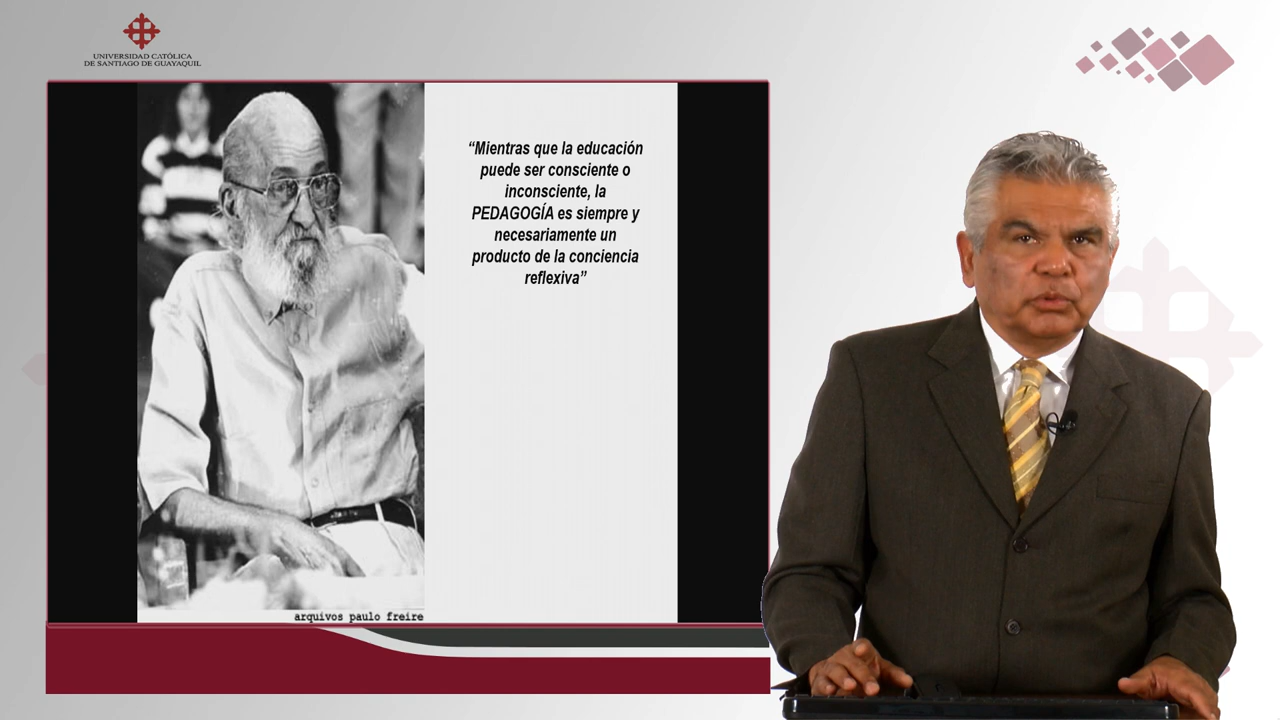 UNIVERSIDAD CATÓLICA
DE SANTIAGO DE GUAYAQUIL
“Mientras que la educación
puede ser consciente o
inconsciente, la
PEDAGOGÍA es siempre y
necesariamente un
producto de la conciencia
reflexiva”
arquivos paulo freire